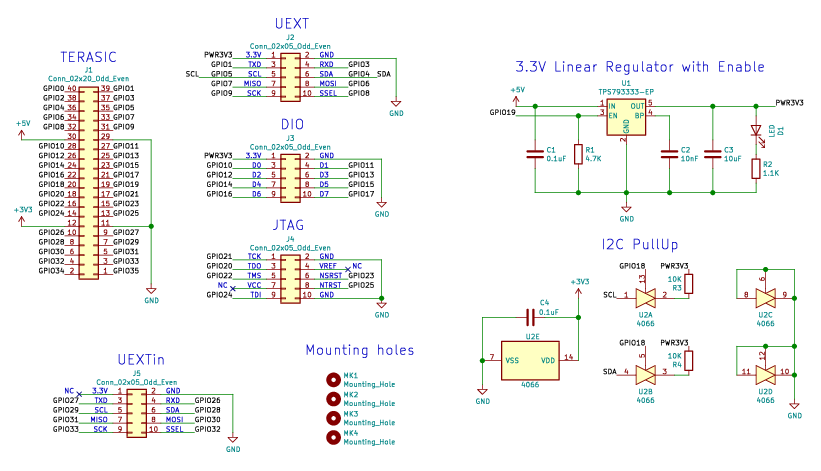 TERASIC
J1
Conn_02x20_Odd_Even
GPIO0 40 39 GPIO1
GPIO2 38 37 GPIO3
GPIO4 36 35 GPIO5
GPIO6 34 33 GPIO7
GPIO8 32 31 GPIO9
+5V
30 29
GPIO10 28 27 GPIO11
GPIO12 26 25 GPIO13
GPIO14 24 23 GPIO15
GPIO16 22 21 GPIO17
GPIO18 20 19 GPIO19
GPIO20 18 17 GPIO21
GPIO22 16 15 GPIO23
GPIO24 14 13 GPIO25
+3V3
12 11
GPIO26 10 9 GPIO27
GPIO28 8 7 GPIO29
GPIO30 6 5 GPIO31
GPIO32 4 3 GPIO33
GPIO34 2 1 GPIO35
GND
UEXT
J2
Conn_02x05_Odd_Even
PWR3V3 3.3V 1 2 GND
GPIO1 TXD 3 4 RXD GPIO3
SCL GPIO5 SCL 5 6 SDA GPIO4 SDA
GPIO7 MISO 7 8 MOSI GPIO6
GPIO9 SCK 9 10 SSEL GPIO8
GND
DIO
J3
Conn_02x05_Odd_Even
PWR3V3 3.3V 1 2 GND
GPIO10 D0 3 4 D1 GPIO11
GPIO12 D2 5 6 D3 GPIO13
GPIO14 D4 7 8 D5 GPIO15
GPIO16 D6 9 10 D7 GPIO17
GND
JTAG
J4
Conn_02x05_Odd_Even
GPIO21 TCK 1 2 GND
GPIO20 TDO 3 4 VREF NC
GPIO22 TMS 5 6 NSRST GPIO23
NC VCC 7 8 NTRST GPIO25
GPIO24 TDI 9 10 GND
GND
UEXTin
J5
Conn_02x05_Odd_Even
NC 3.3V 1 2 GND
GPIO27 TXD 3 4 RXD GPIO26
GPIO29 SCL 5 6 SDA GPIO28
GPIO31 MISO 7 8 MOSI GPIO30
GPIO33 SCK 9 10 SSEL GPIO32
GND
Mounting holes
MK1
Mounting_Hole
MK2
Mounting_Hole
MK3
Mounting_Hole
MK4
Mounting_Hole
3.3V Linear Regulator with Enable
U1
TPS793333-EP
+5V
1 IN OUT 5 PWR3V3
GPIO19 3 EN BP 4
GND
2
C1
0.1uF
R1
4.7K
C2
10nF
C3
10uF
LED
D1
R2
1.1K
GND
I2C PullUp
GPIO18 PWR3V3
13
10K
R3
SCL 1 2
U2A
4066
GPIO18 PWR3V3
5
10K
R4
SDA 4 3
U2B
4066
6
8 9
U2C
4066
12
11 10
U2D
4066
GND
+3V3
C4
0.1uF
U2E
7 VSS VDD 14
4066
GND